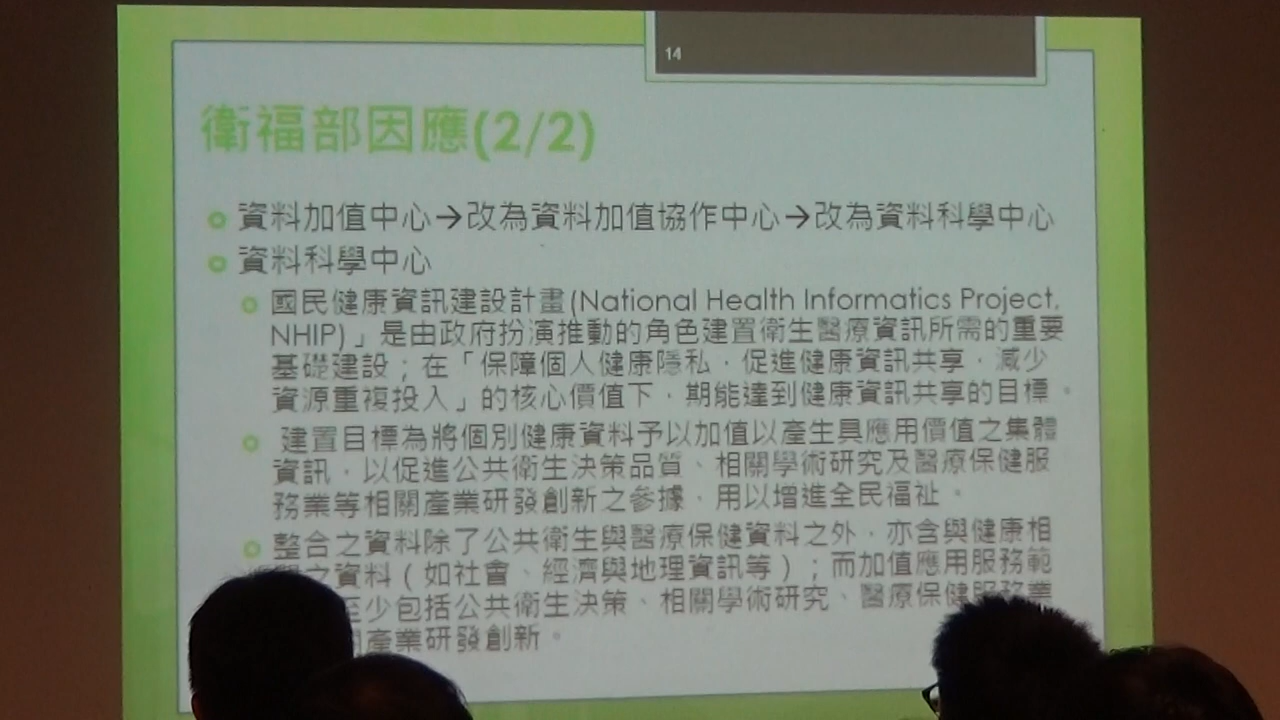 14
衛福部因應(2/2)
資料加值中心→改為資料加值協作中心→改為資料科學中心
資料科學中心
國民健康資訊建設計畫(National Health Informatics Project,
NHIP)」是由政府扮演推動的角色建置衛生醫療資訊所需的重要
基礎建設；在「保障個人健康隱私，促進健康資訊共享，減少
資源重複投入」的核心價值下，期能達到健康資訊共享的目標。
建置目標為將個別健康資料予以加值以產生具應用價值之集體
資訊，以促進公共衛生決策品質、相關學術研究及醫療保健服
務業等相關產業研發創新之參據，用以增進全民福祉。
整合之資料除了公共衛生與醫療保健資料之外，亦含與健康相
關之資料（如社會、經濟與地理資訊等）；而加值應用服務範
至少包括公共衛生決策、相關學術研究、醫療保健服務業
產業研發創新。